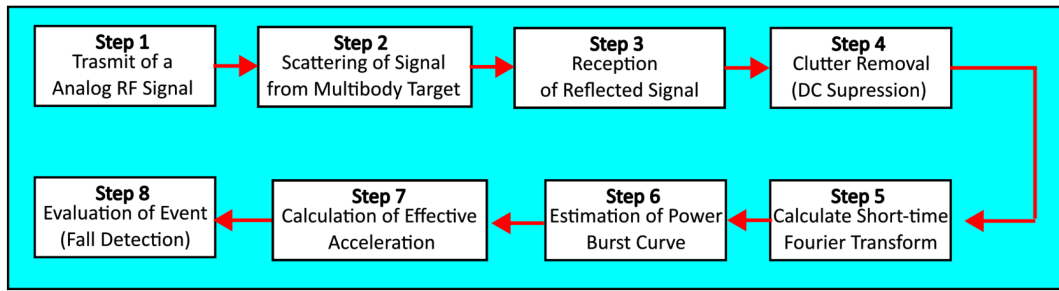 Step 1
Trasmit of a
Analog RF Signal
Step 2
Scattering of Signal
from Multibody Target
Step 3
Reception
of Reflected Signal
Step 4
Clutter Removal
(DC Supression)
Step 5
Calculate Short-time
Fourier Transform
Step 6
Estimation of Power
Burst Curve
Step 7
Calculation of Effective
Acceleration
Step 8
Evaluation of Event
(Fall Detection)